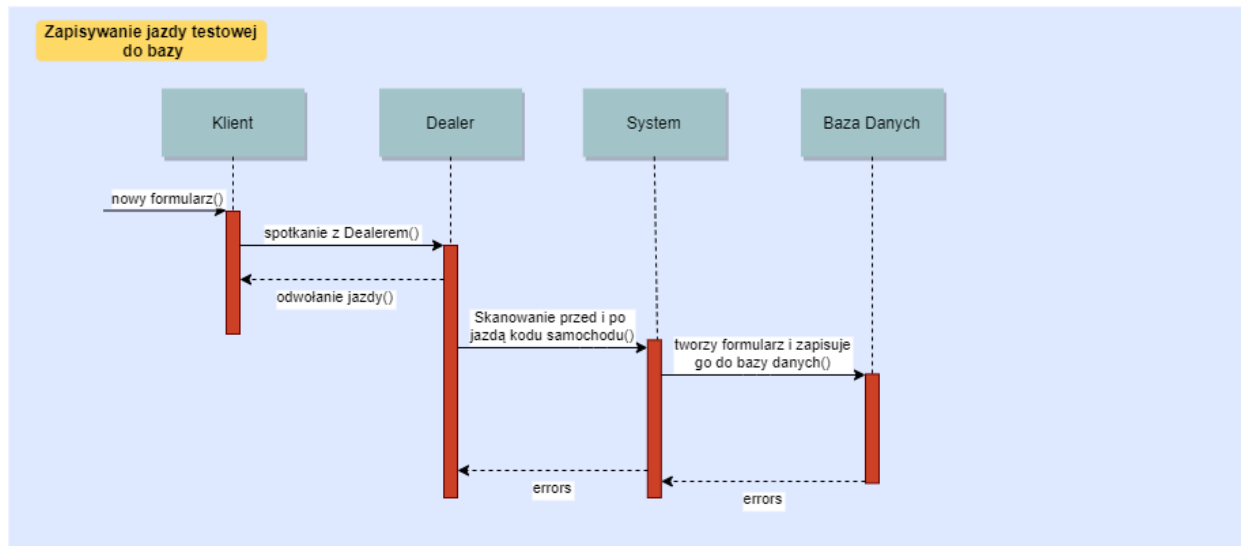 Zapisywanie jazdy testowej
do bazy
Klient
Dealer
System
Baza Danych
nowy formularz()
spotkanie z Dealerem()
odwołanie jazdy()
Skanowanie przed i po
jazdą kodu samochodu()
tworzy formularz i zapisuje
go do bazy danych()
errors
errors